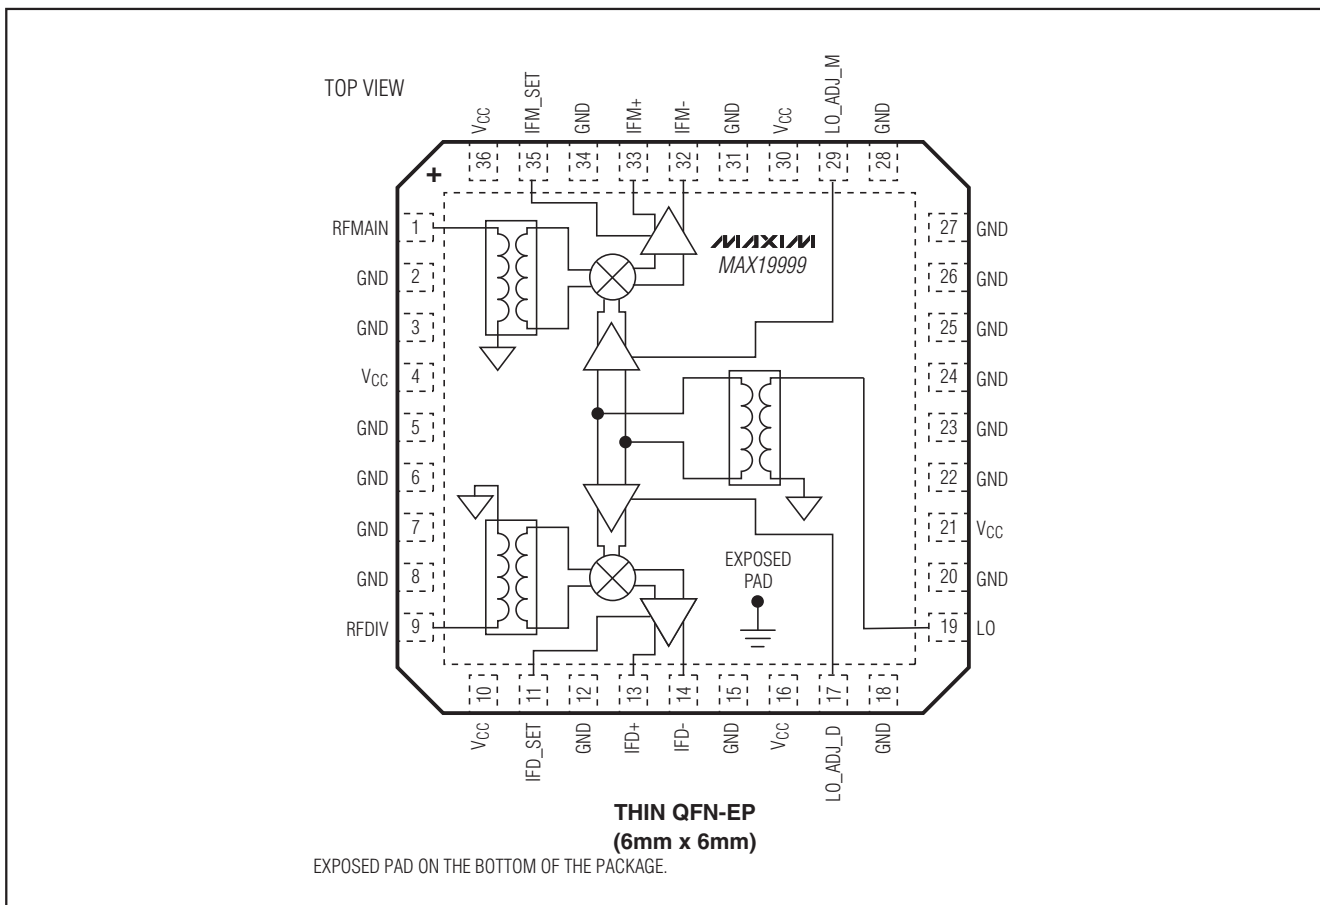 TOP VIEW
VCC
IFM_SET
GND
IFM+
IFM-
GND
VCC
LO_ADJ_M
GND
36
35
34
33
32
31
30
29
28
+
RFMAIN 1
GND 2
GND 3
VCC 4
GND 5
GND 6
GND 7
GND 8
RFDIV 9
MAXIM
MAX19999
EXPOSED
PAD
27 GND
26 GND
25 GND
24 GND
23 GND
22 GND
21 VCC
20 GND
19 LO
10
11
12
13
14
15
16
17
18
VCC
IFD_SET
GND
IFD+
IFD-
GND
VCC
LO_ADJ_D
GND
THIN QFN-EP
(6mm x 6mm)
EXPOSED PAD ON THE BOTTOM OF THE PACKAGE.